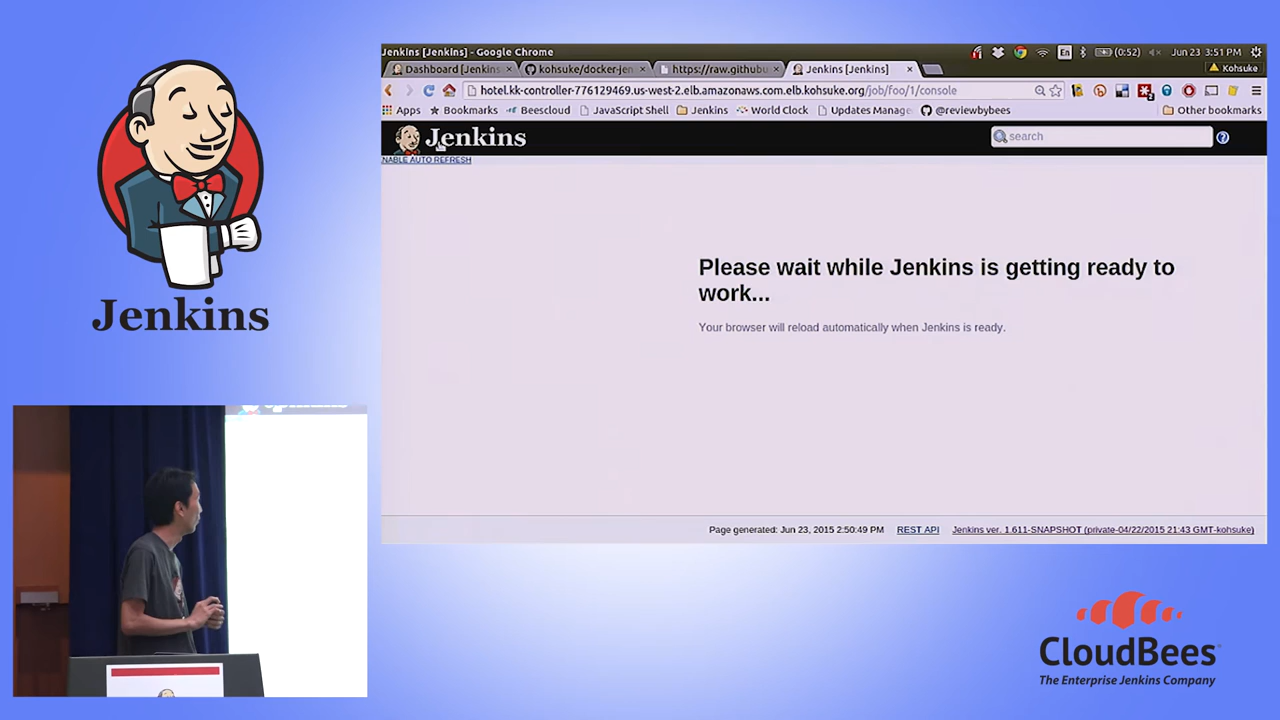 Jenkins
Jenkins [Jenkins] - Google Chrome
En
(0:52)
Jun 23 3:51 PM
Dashboard [Jenkins
kohsuke/docker-jen
https://raw.githubu
Jenkins [Jenkins]
Kohsuke
hotel.kk-controller-776129469.us-west-2.elb.amazonaws.com.elb.kohsuke.org/job/foo/1/console
Apps
Bookmarks
Beescloud
JavaScript Shell
Jenkins
World Clock
Updates Manage
@reviewbybees
Other bookmarks
Jenkins
search
NABLE AUTO REFRESH
Please wait while Jenkins is getting ready to
work...
Your browser will reload automatically when Jenkins is ready.
Page generated: Jun 23, 2015 2:50:49 PM
REST API
Jenkins ver. 1.611-SNAPSHOT (private-04/22/2015 21:43 GMT-kohsuke)
CloudBees
The Enterprise Jenkins Company